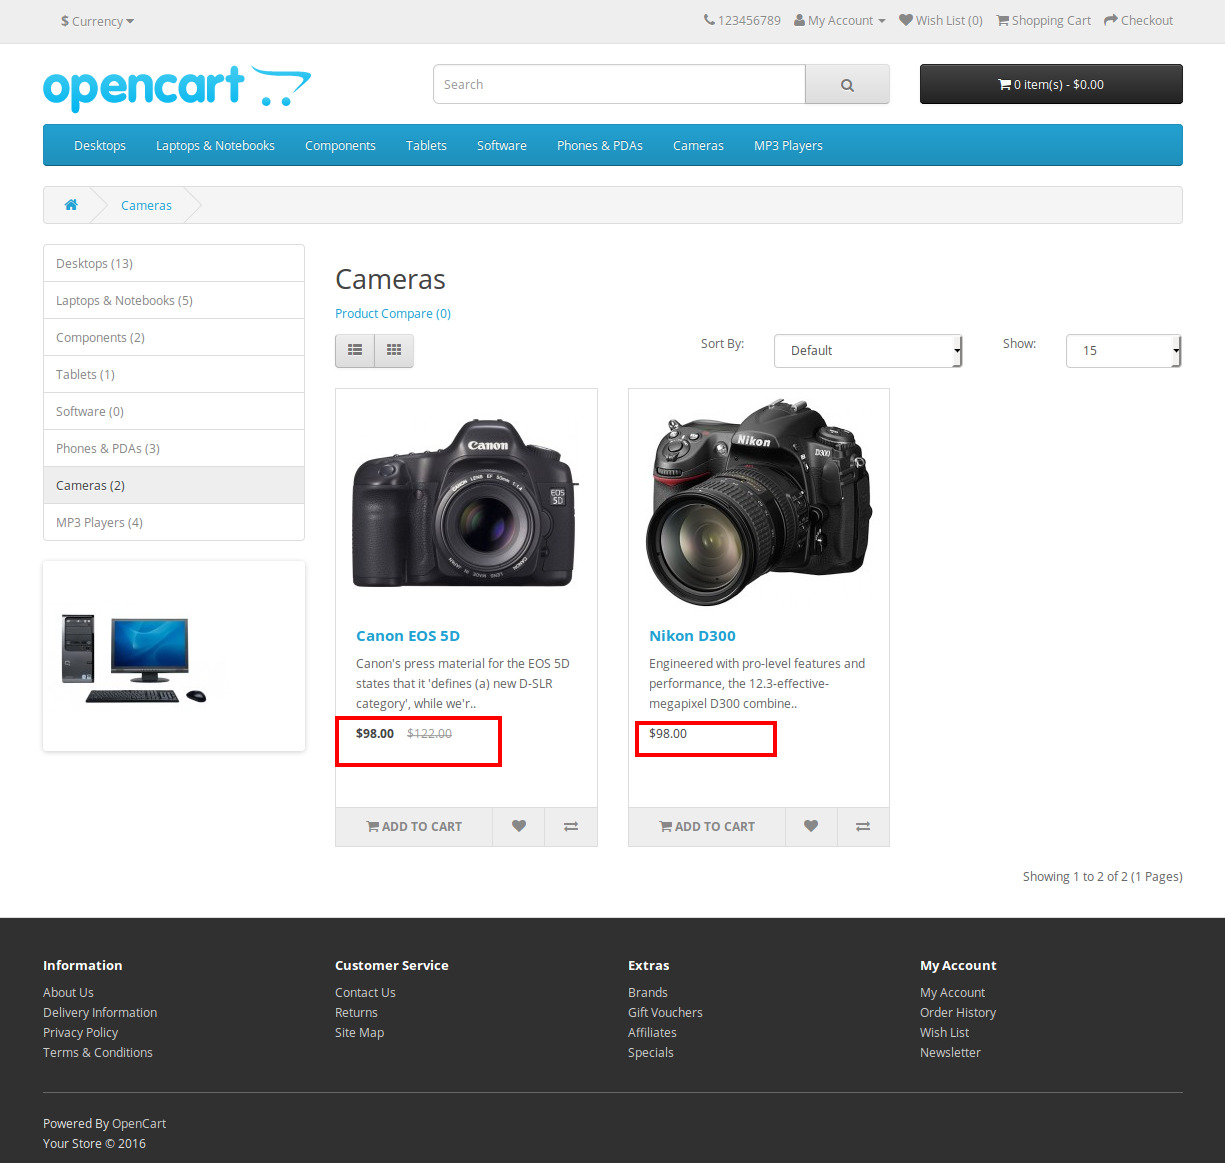 $ Currency
123456789 My Account Wish List (0) Shopping Cart Checkout
opencart
Search
0 item(s) - $0.00
Desktops Laptops & Notebooks Components Tablets Software Phones & PDAs Cameras MP3 Players
Cameras
Desktops (13)
Laptops & Notebooks (5)
Components (2)
Tablets (1)
Software (0)
Phones & PDAs (3)
Cameras (2)
MP3 Players (4)
Cameras
Product Compare (0)
Sort By: Default Show: 15
Canon
EOS
5D
Canon EOS 5D
Canon's press material for the EOS 5D
states that it 'defines (a) new D-SLR
category', while we'r..
$98.00 $122.00
ADD TO CART
Nikon
D300
Nikon D300
Engineered with pro-level features and
performance, the 12.3-effective-
megapixel D300 combine..
$98.00
ADD TO CART
Showing 1 to 2 of 2 (1 Pages)
Information
About Us
Delivery Information
Privacy Policy
Terms & Conditions
Customer Service
Contact Us
Returns
Site Map
Extras
Brands
Gift Vouchers
Affiliates
Specials
My Account
My Account
Order History
Wish List
Newsletter
Powered By OpenCart
Your Store © 2016